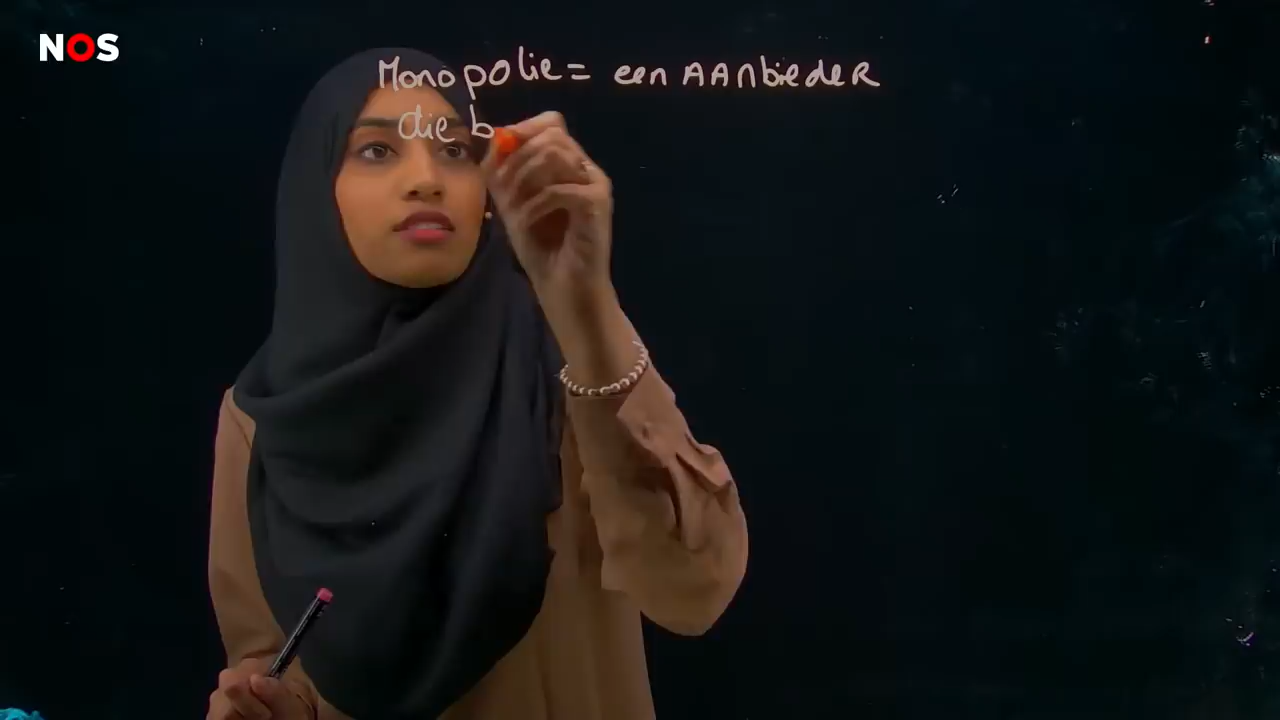 NOS
Monopolie = een AANbiedeR
die b